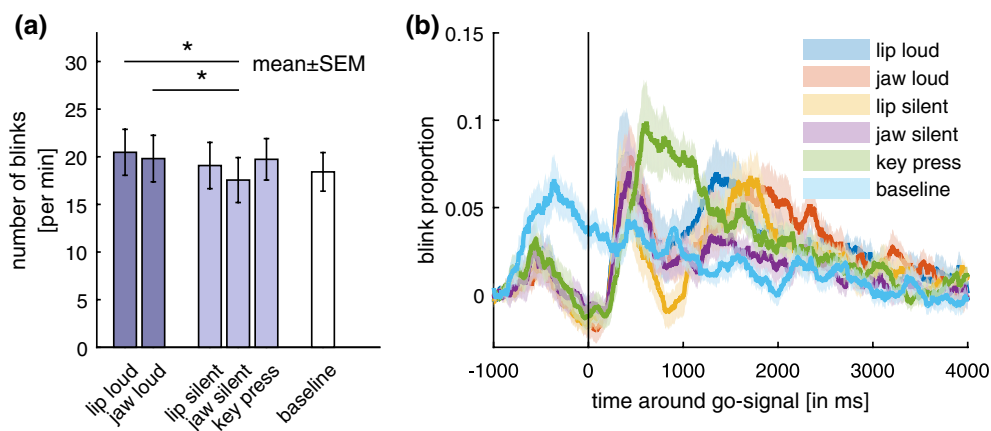 (a)
number of blinks
[per min]
30
25
20
15
10
5
0
*
*
mean±SEM
lip loud
jaw loud
lip silent
jaw silent
key press
baseline
(b)
blink proportion
0.15
0.1
0.05
0
lip loud
jaw loud
lip silent
jaw silent
key press
baseline
-1000
0
1000
2000
3000
4000
time around go-signal [in ms]